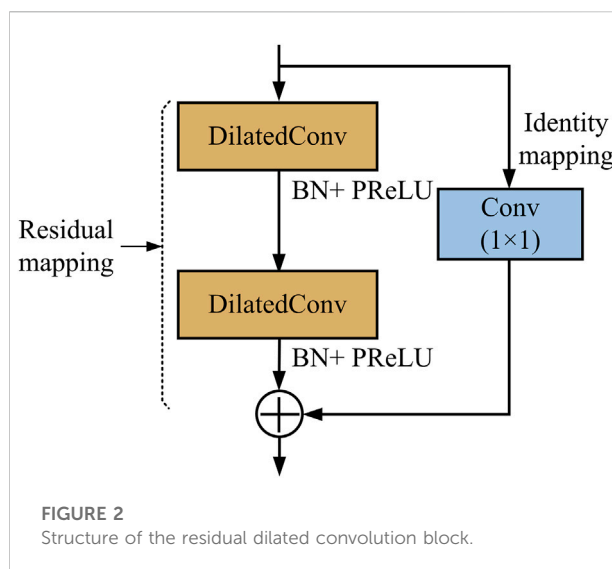 DilatedConv
BN+ PReLU
Identity
mapping
Conv
(1×1)
Residual
mapping
DilatedConv
BN+ PReLU
FIGURE 2
Structure of the residual dilated convolution block.